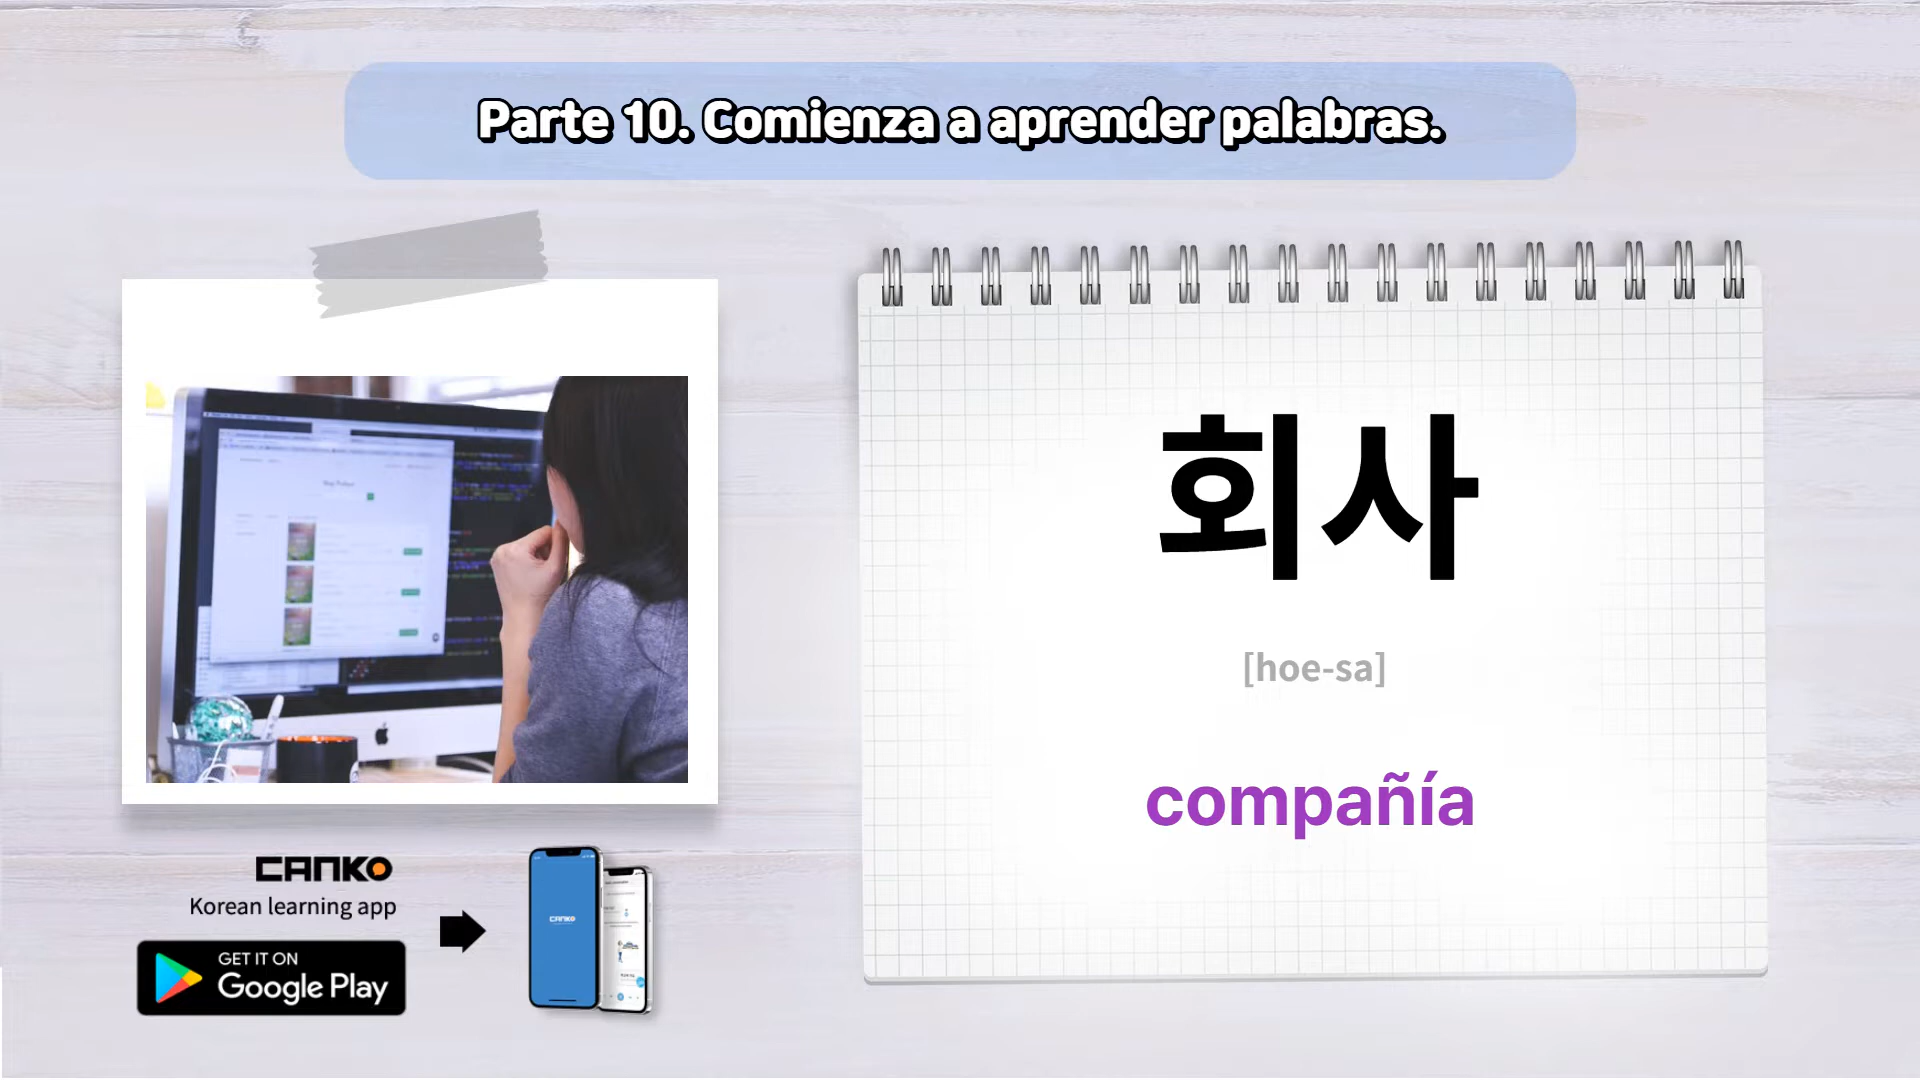 Parte 10. Comienza a aprender palabras.
회사
[hoe-sa]
compañía
CANKO
Korean learning app
GET IT ON
Google Play
CANKO